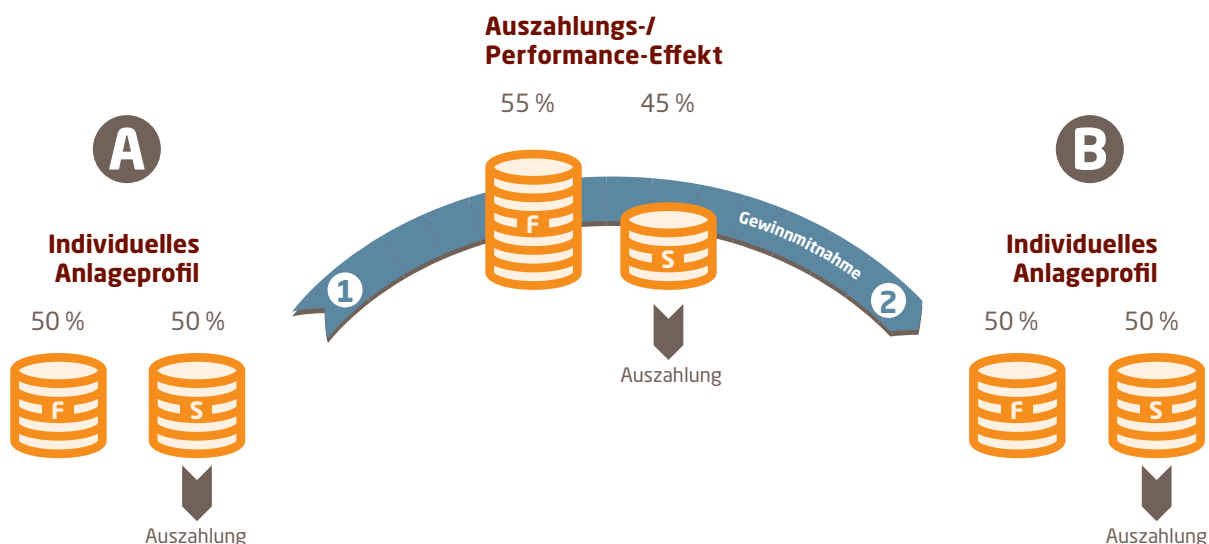 A
Individuelles
Anlageprofil
50 %
50 %
F
S
Auszahlung
1
Auszahlungs-/
Performance-Effekt
55 %
45 %
F
S
Auszahlung
Gewinnmitnahme
2
B
Individuelles
Anlageprofil
50 %
50 %
F
S
Auszahlung